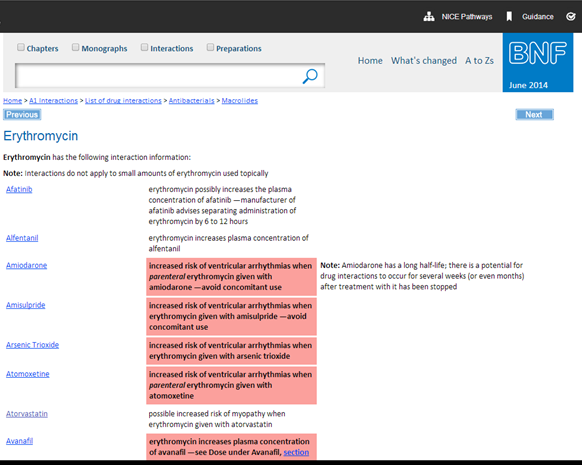 NICE Pathways Guidance
Chapters Monographs Interactions Preparations
Home What's changed A to Zs
BNF
June 2014
Home > A1 Interactions > List of drug interactions > Antibacterials > Macrolides
Previous
Next
Erythromycin
Erythromycin has the following interaction information:
Note: Interactions do not apply to small amounts of erythromycin used topically
Afatinib
erythromycin possibly increases the plasma
concentration of afatinib —manufacturer of
afatinib advises separating administration of
erythromycin by 6 to 12 hours
Alfentanil
erythromycin increases plasma concentration of
alfentanil
Amiodarone
increased risk of ventricular arrhythmias when
parenteral erythromycin given with
amiodarone —avoid concomitant use
Note: Amiodarone has a long half-life; there is a potential for
drug interactions to occur for several weeks (or even months)
after treatment with it has been stopped
Amisulpride
increased risk of ventricular arrhythmias when
erythromycin given with amisulpride —avoid
concomitant use
Arsenic Trioxide
increased risk of ventricular arrhythmias when
erythromycin given with arsenic trioxide
Atomoxetine
increased risk of ventricular arrhythmias when
parenteral erythromycin given with
atomoxetine
Atorvastatin
possible increased risk of myopathy when
erythromycin given with atorvastatin
Avanafil
erythromycin increases plasma concentration
of avanafil —see Dose under Avanafil, section